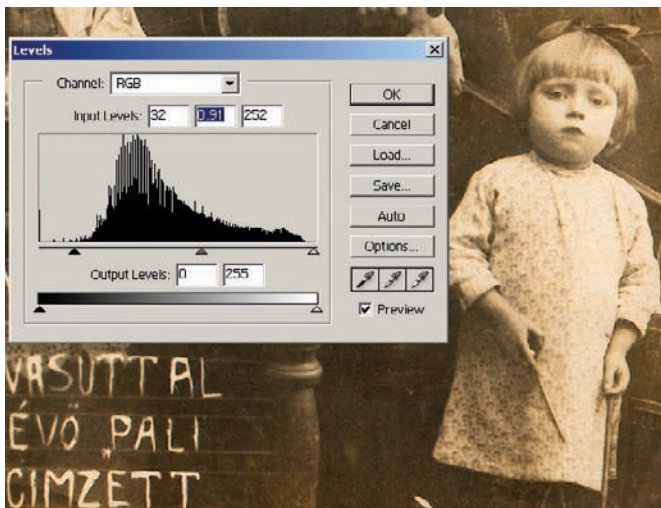 Levels
Channel: RGB
Input Levels: 32 0.91 252
Output Levels: 0 255
OK
Cancel
Load...
Save...
Auto
Options...
Preview
VASUTTAL
ÉVŐ „PALI
CIMZETT